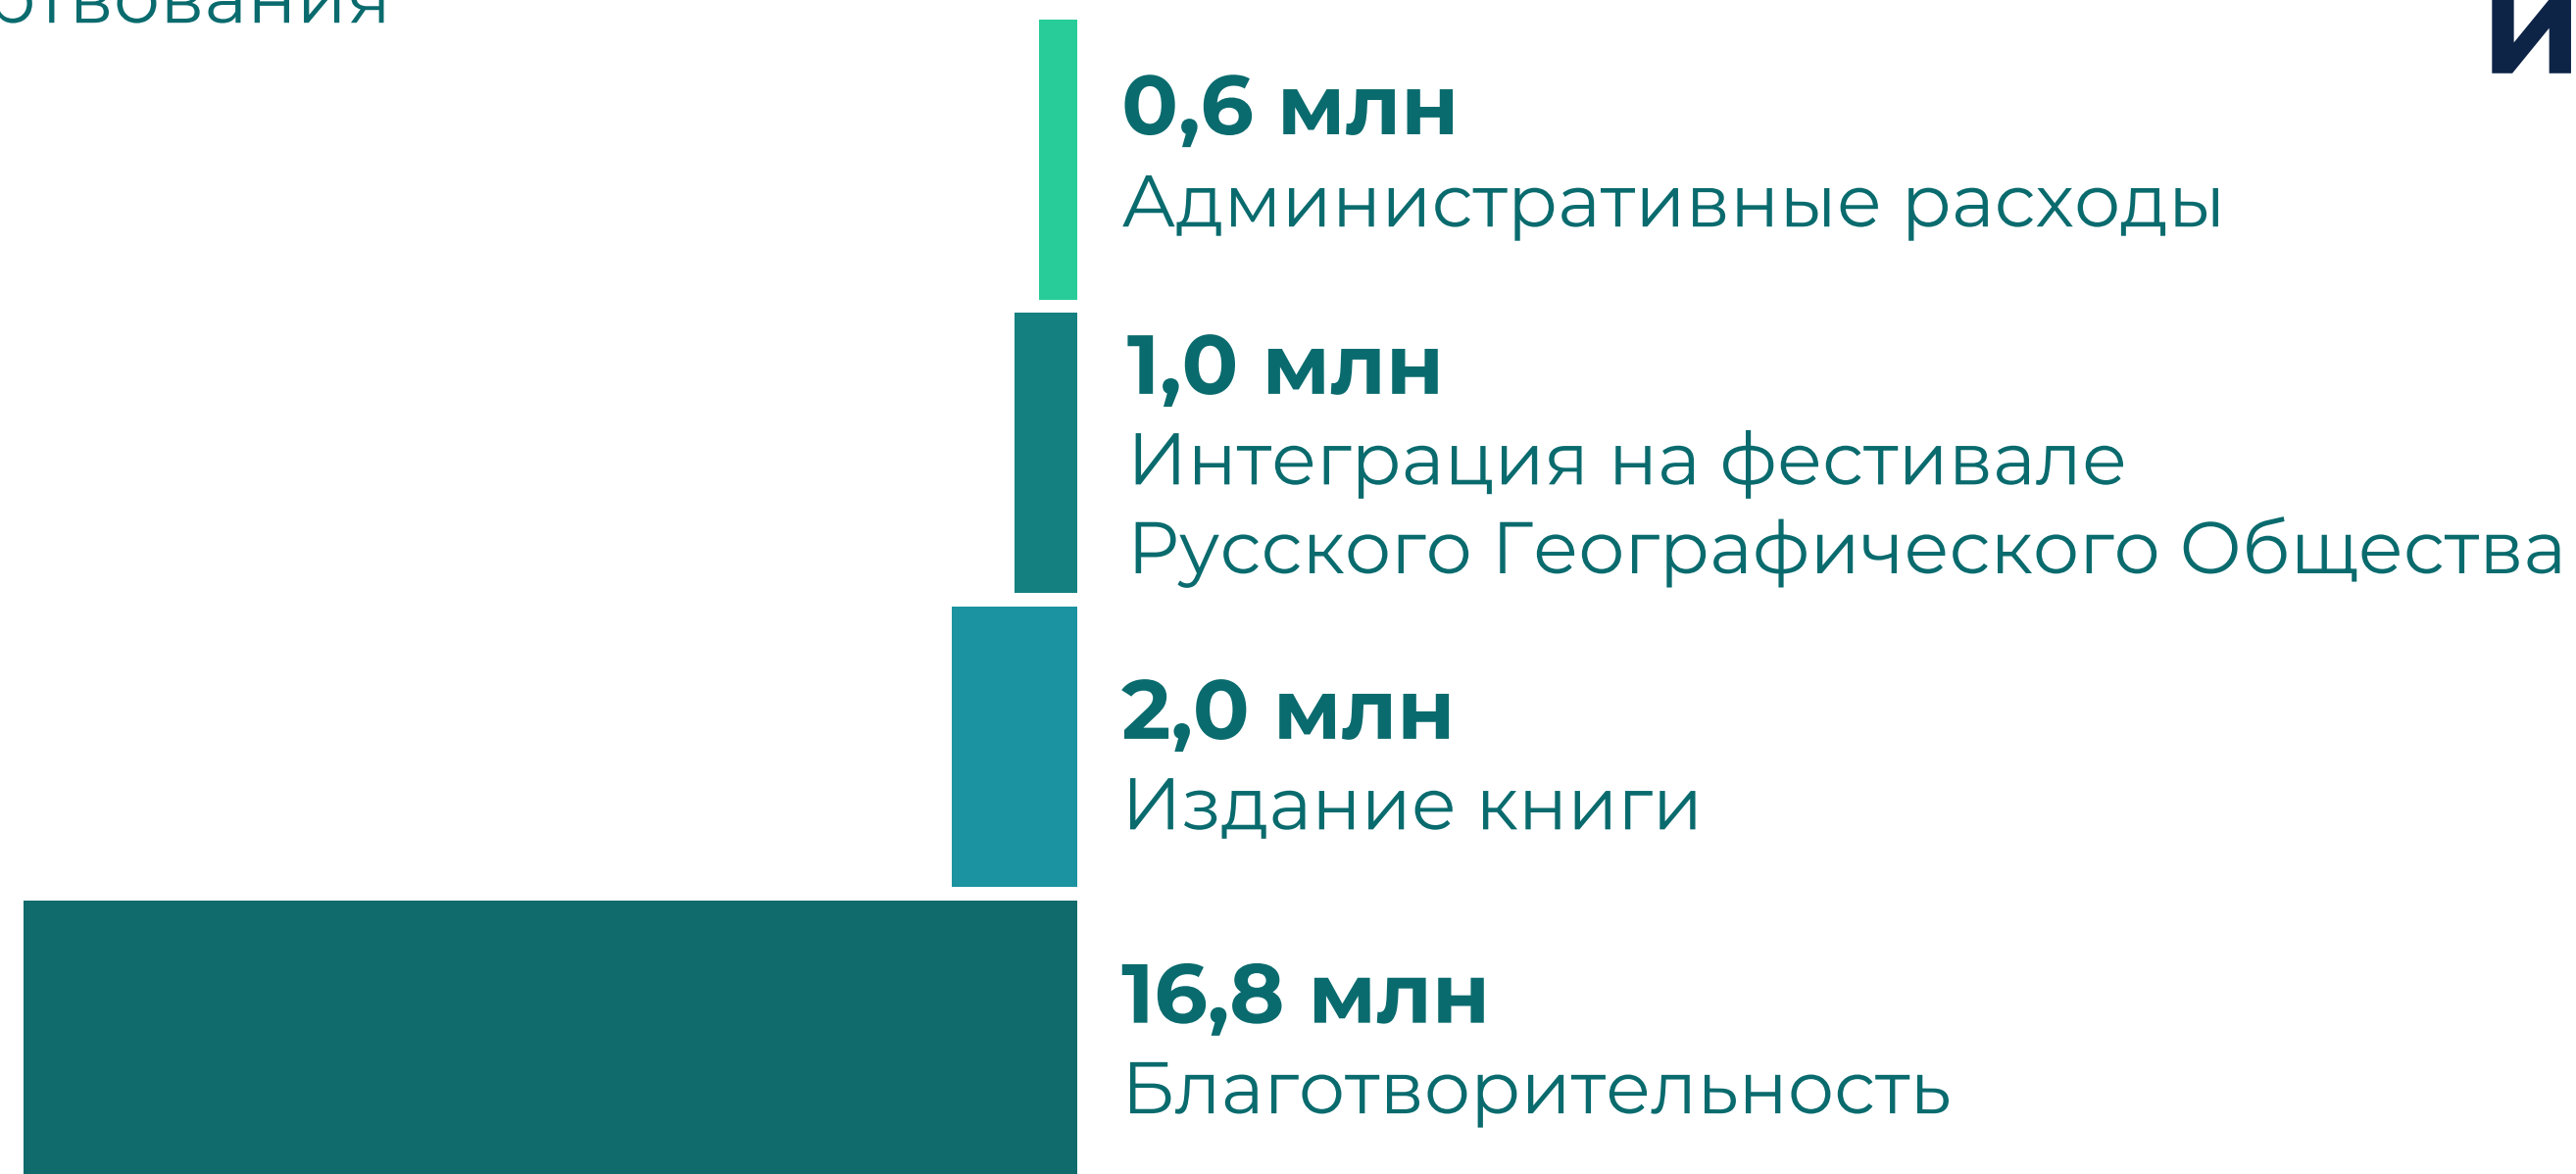 0,6 млн
Административные расходы
1,0 млн
Интеграция на фестивале
Русского Географического Общества
2,0 млн
Издание книги
16,8 млн
Благотворительность